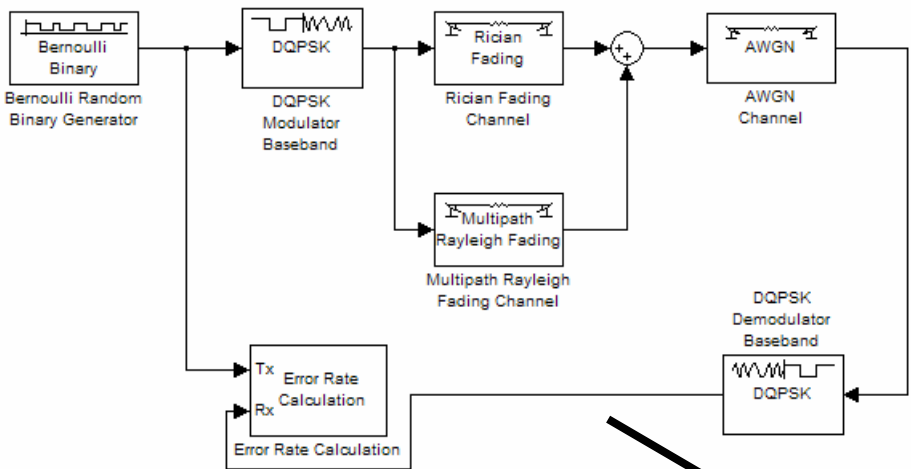 Bernoulli
Binary
Bernoulli Random
Binary Generator
DQPSK
DQPSK
Modulator
Baseband
Rician
Fading
Rician Fading
Channel
+
+
AWGN
AWGN
Channel
Multipath
Rayleigh Fading
Multipath Rayleigh
Fading Channel
DQPSK
Demodulator
Baseband
DQPSK
Tx
Rx
Error Rate
Calculation
Error Rate Calculation